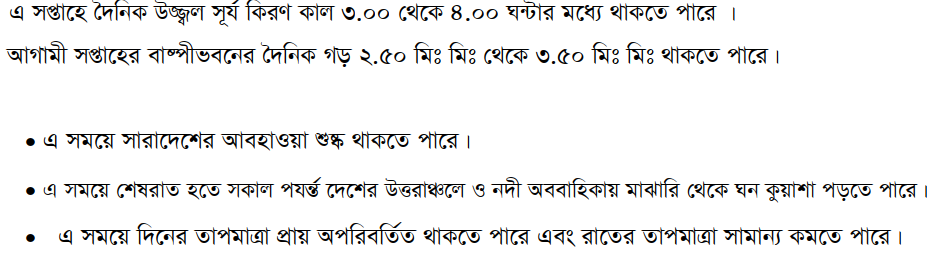 এ সপ্তাহে দৈনিক উজ্জ্বল সূর্য কিরণ কাল ৩.০০ থেকে ৪.০০ ঘন্টার মধ্যে থাকতে পারে ।
আগামী সপ্তাহের বাষ্পীভবনের দৈনিক গড় ২.৫০ মিঃ মিঃ থেকে ৩.৫০ মিঃ মিঃ থাকতে পারে।
• এ সময়ে সারাদেশের আবহাওয়া শুষ্ক থাকতে পারে।
• এ সময়ে শেষরাত হতে সকাল পযর্ন্ত দেশের উত্তরাঞ্চলে ও নদী অববাহিকায় মাঝারি থেকে ঘন কুয়াশা পড়তে পারে।
• এ সময়ে দিনের তাপমাত্রা প্রায় অপরিবর্তিত থাকতে পারে এবং রাতের তাপমাত্রা সামান্য কমতে পারে।